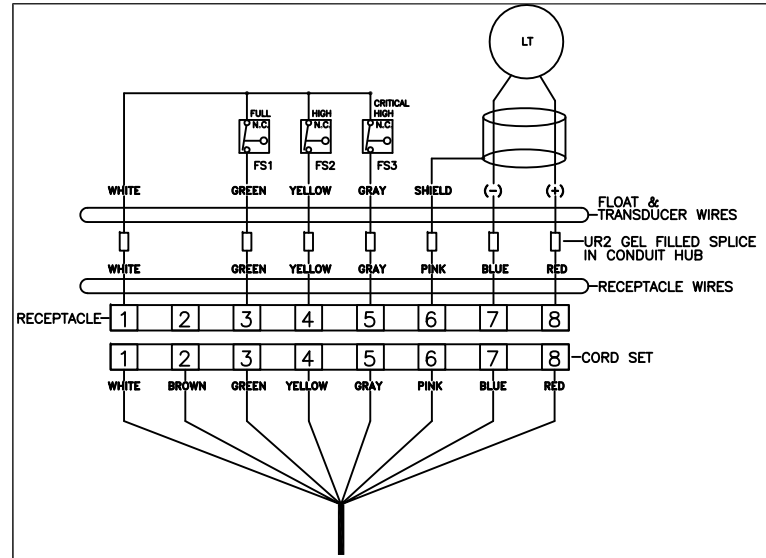 LT
CRITICAL
FULL HIGH HIGH
N.C. N.C. N.C.
FS1 FS2 FS3
WHITE GREEN YELLOW GRAY SHIELD (-) (+)
FLOAT &
TRANSDUCER WIRES
UR2 GEL FILLED SPLICE
IN CONDUIT HUB
WHITE GREEN YELLOW GRAY PINK BLUE RED
RECEPTACLE WIRES
RECEPTACLE 1 2 3 4 5 6 7 8
1 2 3 4 5 6 7 8 CORD SET
WHITE BROWN GREEN YELLOW GRAY PINK BLUE RED